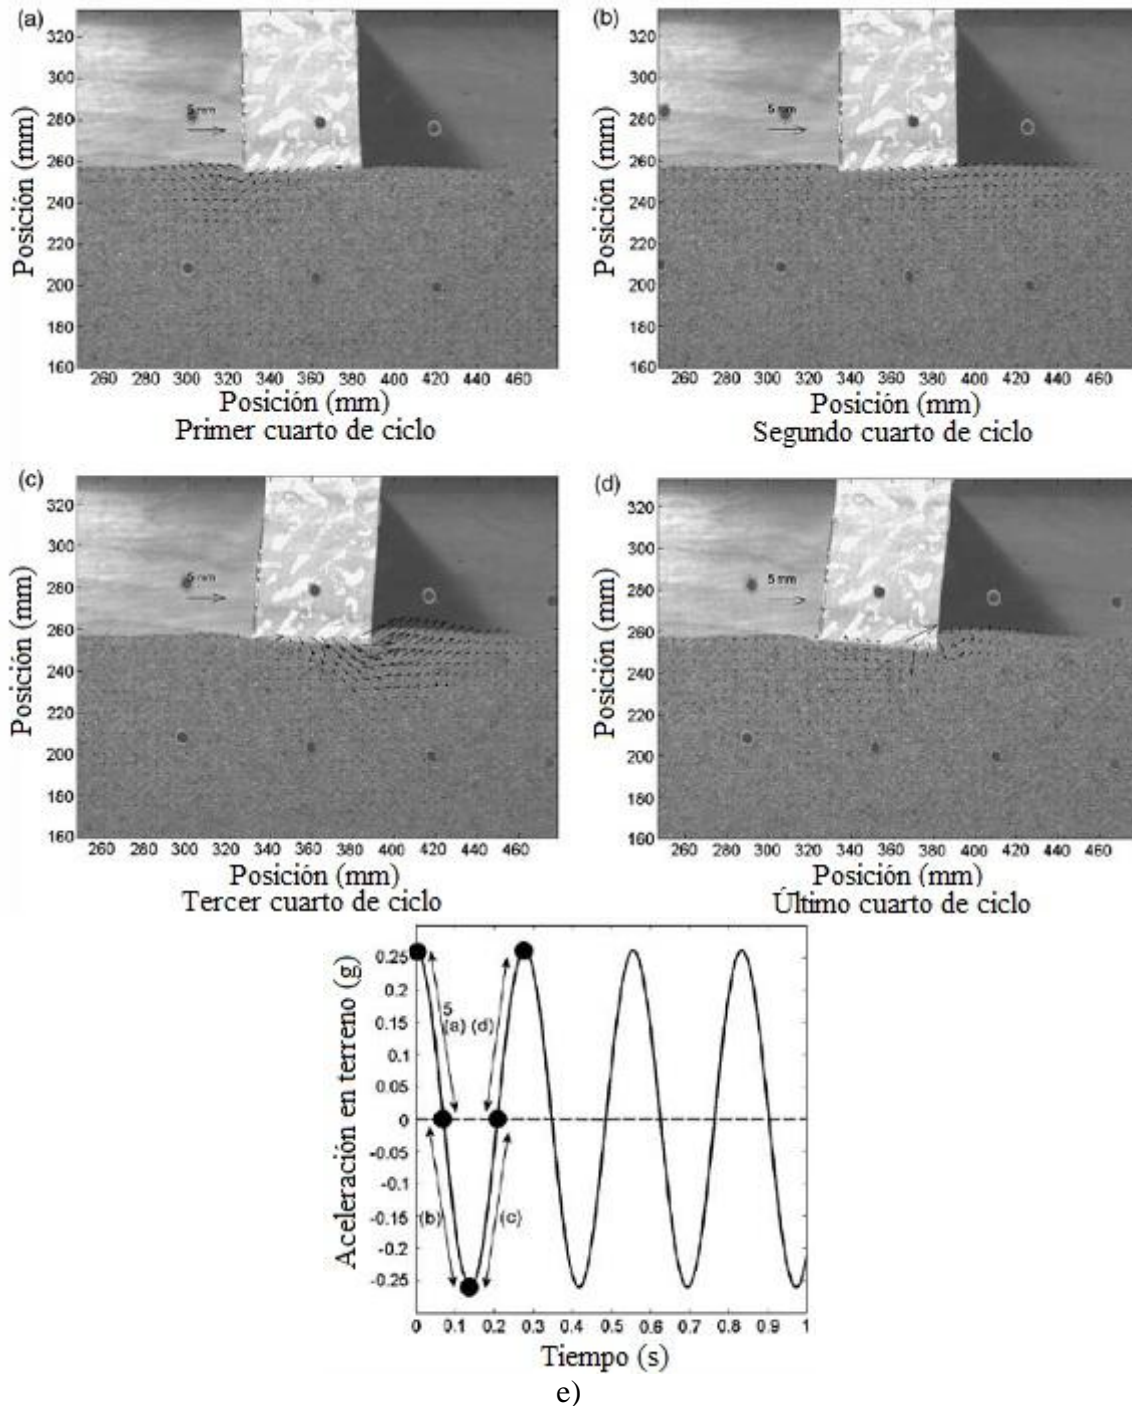 (a)
(b)
Posición (mm)
320
300
280
260
240
220
200
180
160
5 mm
260 280 300 320 340 360 380 400 420 440 460
Posición (mm)
Primer cuarto de ciclo
Posición (mm)
320
300
280
260
240
220
200
180
160
5 mm
260 280 300 320 340 360 380 400 420 440 460
Posición (mm)
Segundo cuarto de ciclo
(c)
(d)
Posición (mm)
320
300
280
260
240
220
200
180
160
5 mm
260 280 300 320 340 360 380 400 420 440 460
Posición (mm)
Tercer cuarto de ciclo
Posición (mm)
320
300
280
260
240
220
200
180
160
5 mm
260 280 300 320 340 360 380 400 420 440 460
Posición (mm)
Último cuarto de ciclo
Aceleración en terreno (g)
0.25
0.2
0.15
0.1
0.05
0
-0.05
-0.1
-0.15
-0.2
-0.25
5
(a) (d)
(b)
(c)
0 0.1 0.2 0.3 0.4 0.5 0.6 0.7 0.8 0.9 1
Tiempo (s)
e)